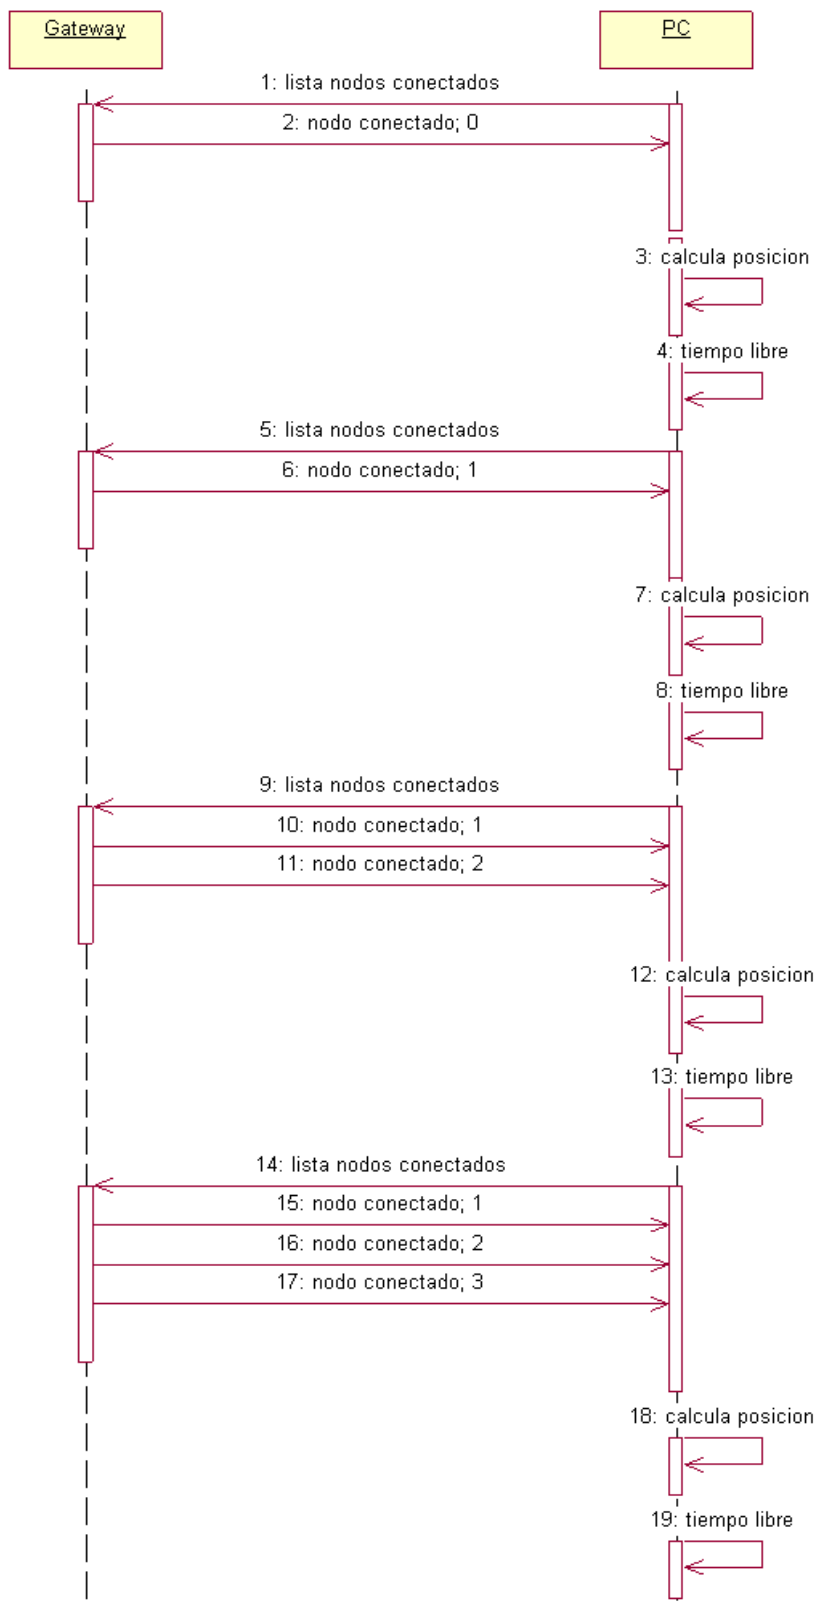 Gateway
PC
1: lista nodos conectados
2: nodo conectado; 0
3: calcula posicion
4: tiempo libre
5: lista nodos conectados
6: nodo conectado; 1
7: calcula posicion
8: tiempo libre
9: lista nodos conectados
10: nodo conectado; 1
11: nodo conectado; 2
12: calcula posicion
13: tiempo libre
14: lista nodos conectados
15: nodo conectado; 1
16: nodo conectado; 2
17: nodo conectado; 3
18: calcula posicion
19: tiempo libre